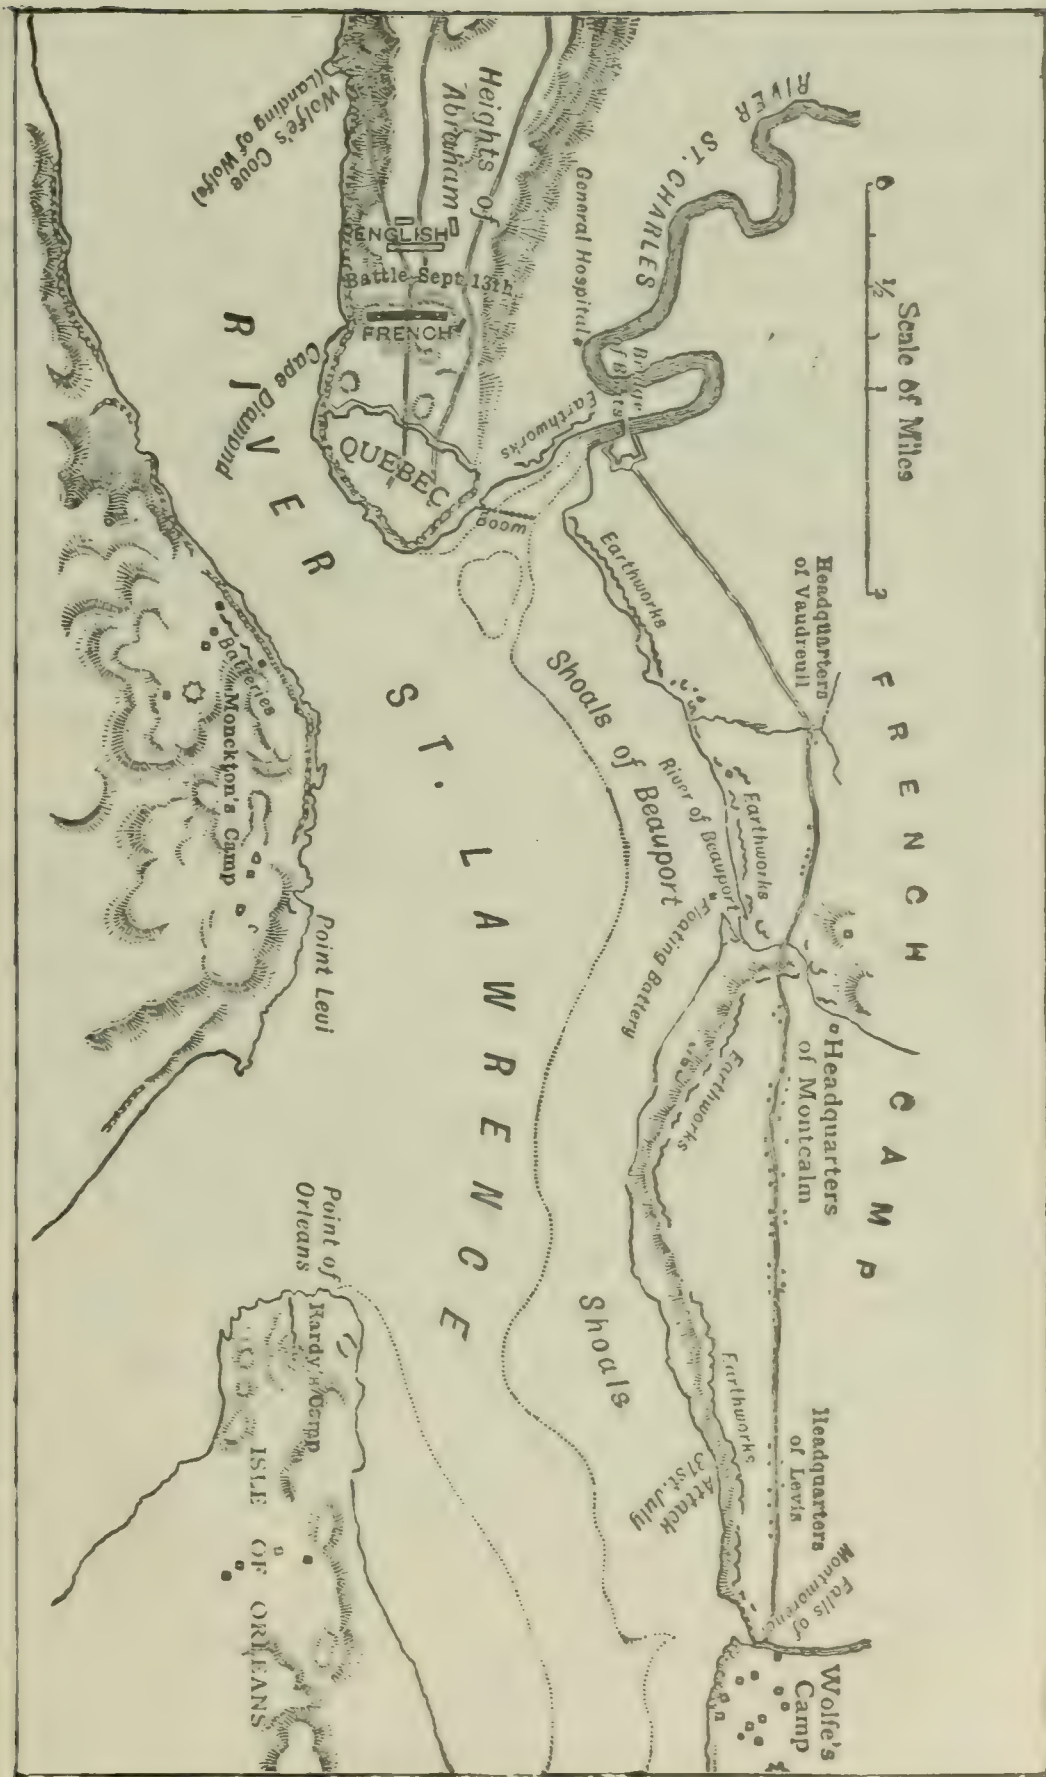 RIVER
ST. CHARLES
0 1/2 1 2
Scale of Miles
Heights of
Abraham
Wolfe's Cove
(Landing of Wolfe)
General Hospital
ENGLISH
Battle Sept. 13th
FRENCH
Cape Diamond
QUEBEC
Bridge
of Boats
Earthworks
Boom
Earthworks
Headquarters
of Vaudreuil
FRENCH CAMP
Shoals of Beauport
River of Beauport
Earthworks
Floating Battery
Headquarters
of Montcalm
Earthworks
RIVER ST. LAWRENCE
Batteries
Monckton's Camp
Point Levi
Point of
Orleans
Hardy's Camp
ISLE OF ORLEANS
Shoals
Earthworks
Attack
31st. July
Headquarters
of Levis
Falls of
Montmorenci
Wolfe's
Camp